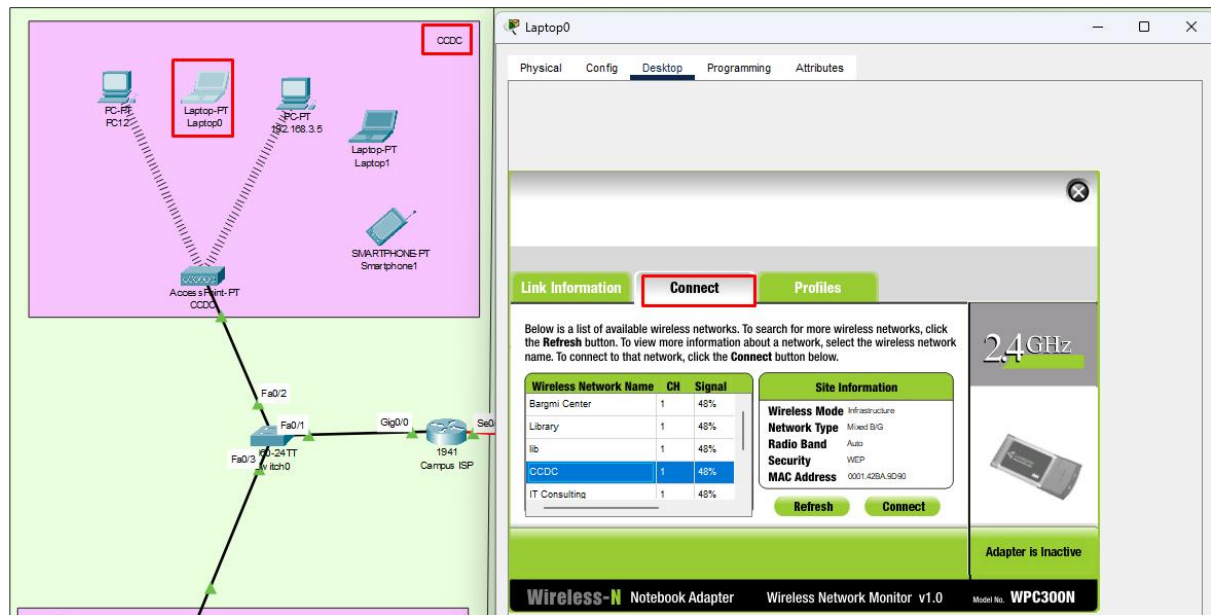 CCDC
PC-PT
PC12
Laptop-PT
Laptop0
PC-PT
192.168.3.5
Laptop-PT
Laptop1
SMARTPHONE-PT
Smartphone1
AccessPoint-PT
CCDC
Fa0/2
Fa0/1
Gig0/0
Se0
Fa0/3
60-24TT
witch0
1941
Campus ISP
Laptop0
Physical Config Desktop Programming Attributes
Link Information Connect Profiles
Below is a list of available wireless networks. To search for more wireless networks, click
the Refresh button. To view more information about a network, select the wireless network
name. To connect to that network, click the Connect button below.
Wireless Network Name CH Signal
Bargmi Center 1 48%
Library 1 48%
lib 1 48%
CCDC 1 48%
IT Consulting 1 48%
Site Information
Wireless Mode Infrastructure
Network Type Mixed B/G
Radio Band Auto
Security WEP
MAC Address 0001.42BA.9D90
Refresh Connect
2.4GHz
Adapter is Inactive
Wireless-N Notebook Adapter Wireless Network Monitor v1.0 Model No. WPC300N